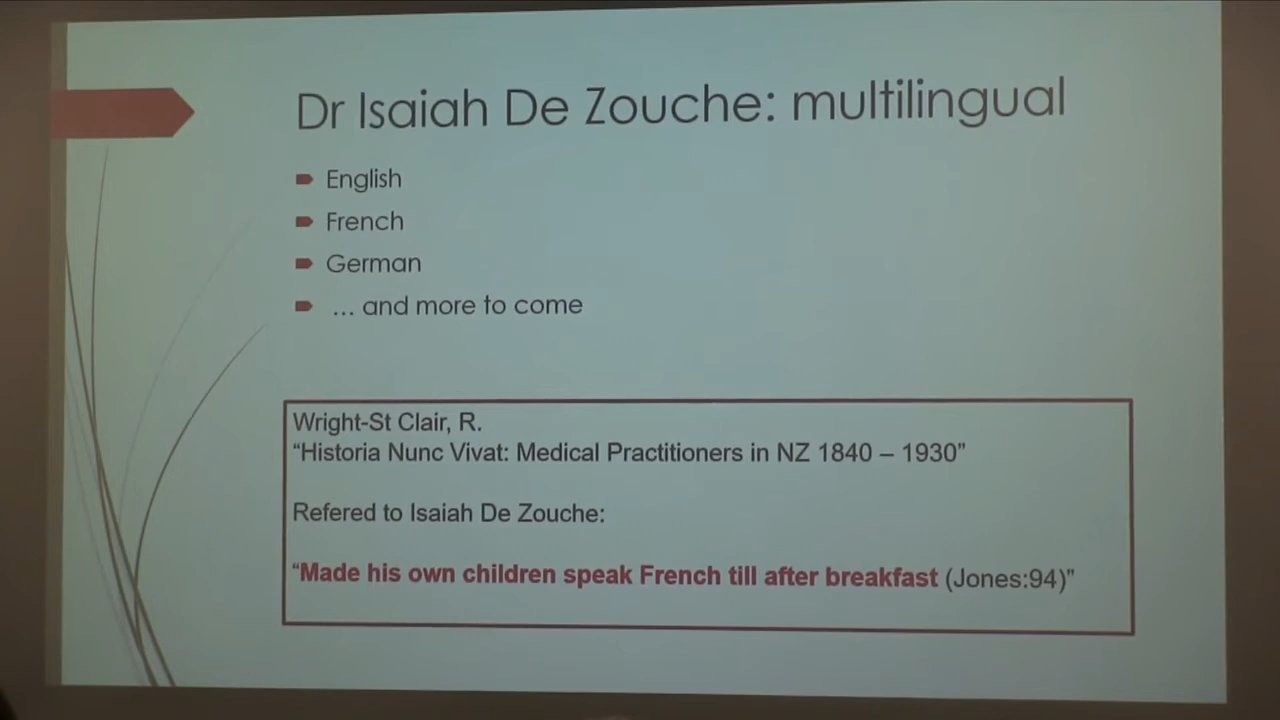 Dr Isaiah De Zouche: multilingual
English
French
German
... and more to come
Wright-St Clair, R.
“Historia Nunc Vivat: Medical Practitioners in NZ 1840 – 1930”
Refered to Isaiah De Zouche:
“Made his own children speak French till after breakfast (Jones:94)”